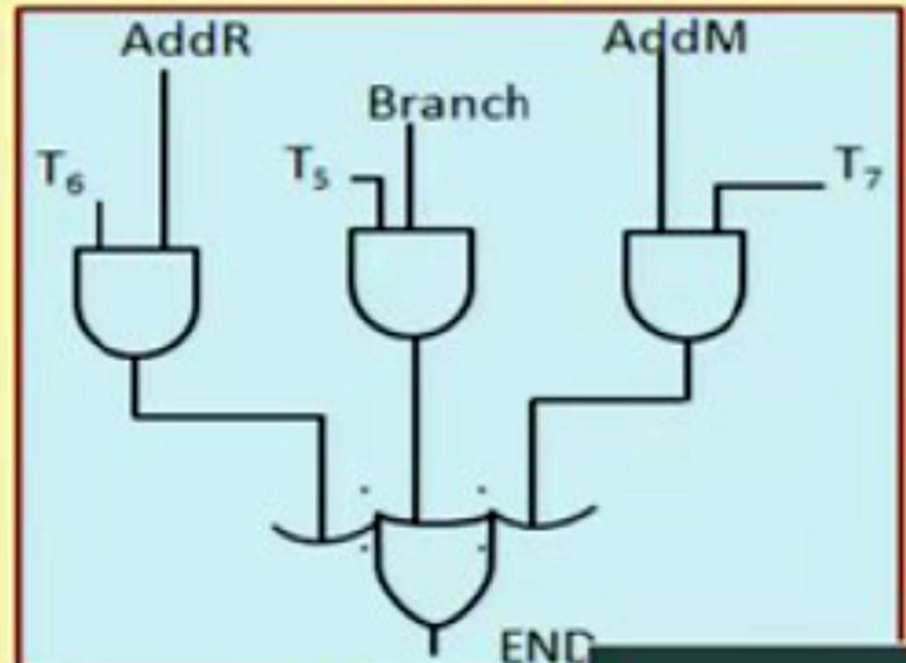 AddR
AddM
Branch
T₆
T₅
T₇
END